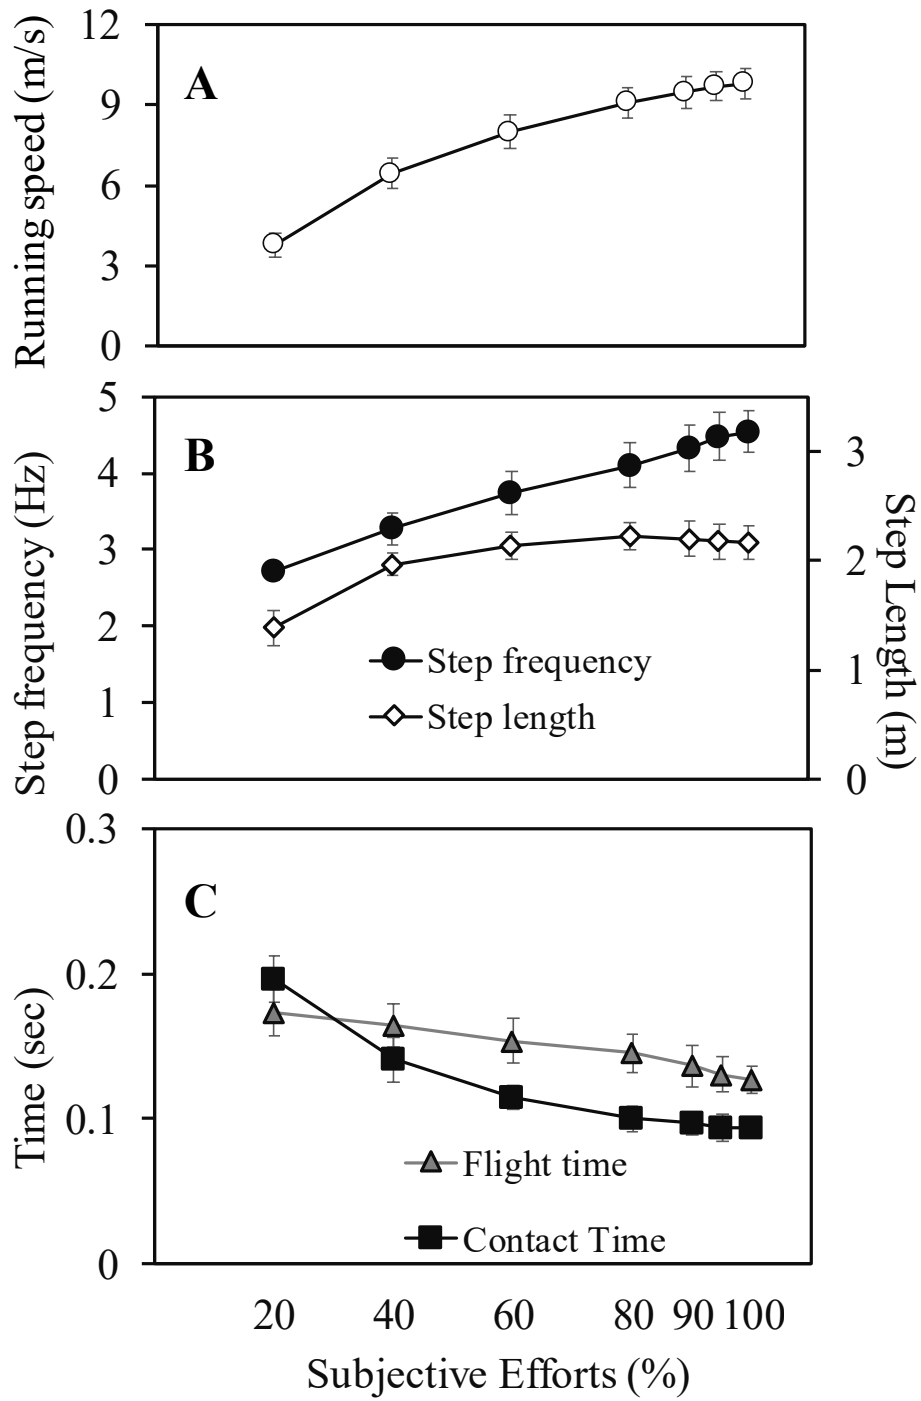 Running speed (m/s)
12
9
6
3
0
A
Step frequency (Hz)
5
4
3
2
1
0
B
Step frequency
Step length
3
2
1
0
Step Length (m)
Time (sec)
0.3
0.2
0.1
0
C
Flight time
Contact Time
20 40 60 80 90 100
Subjective Efforts (%)